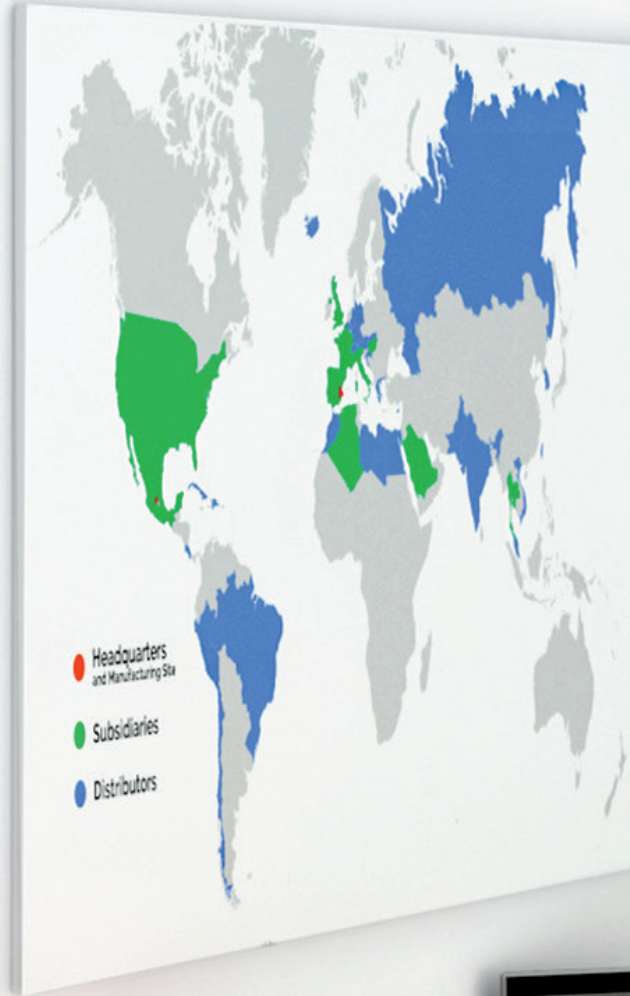 Headquarters
and Manufacturing Site
Subsidiaries
Distributors